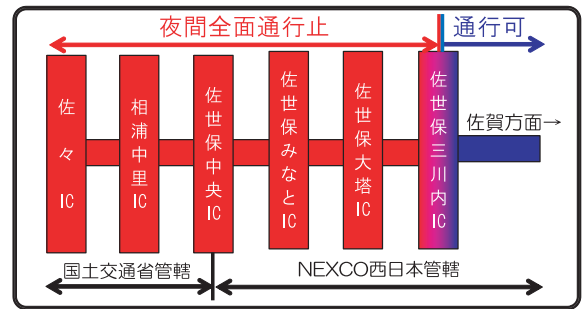 夜間全面通行止
通行可
佐々IC
相浦中里IC
佐世保中央IC
佐世保みなとIC
佐世保大塔IC
佐世保三川内IC
佐賀方面→
国土交通省管轄
NEXCO西日本管轄